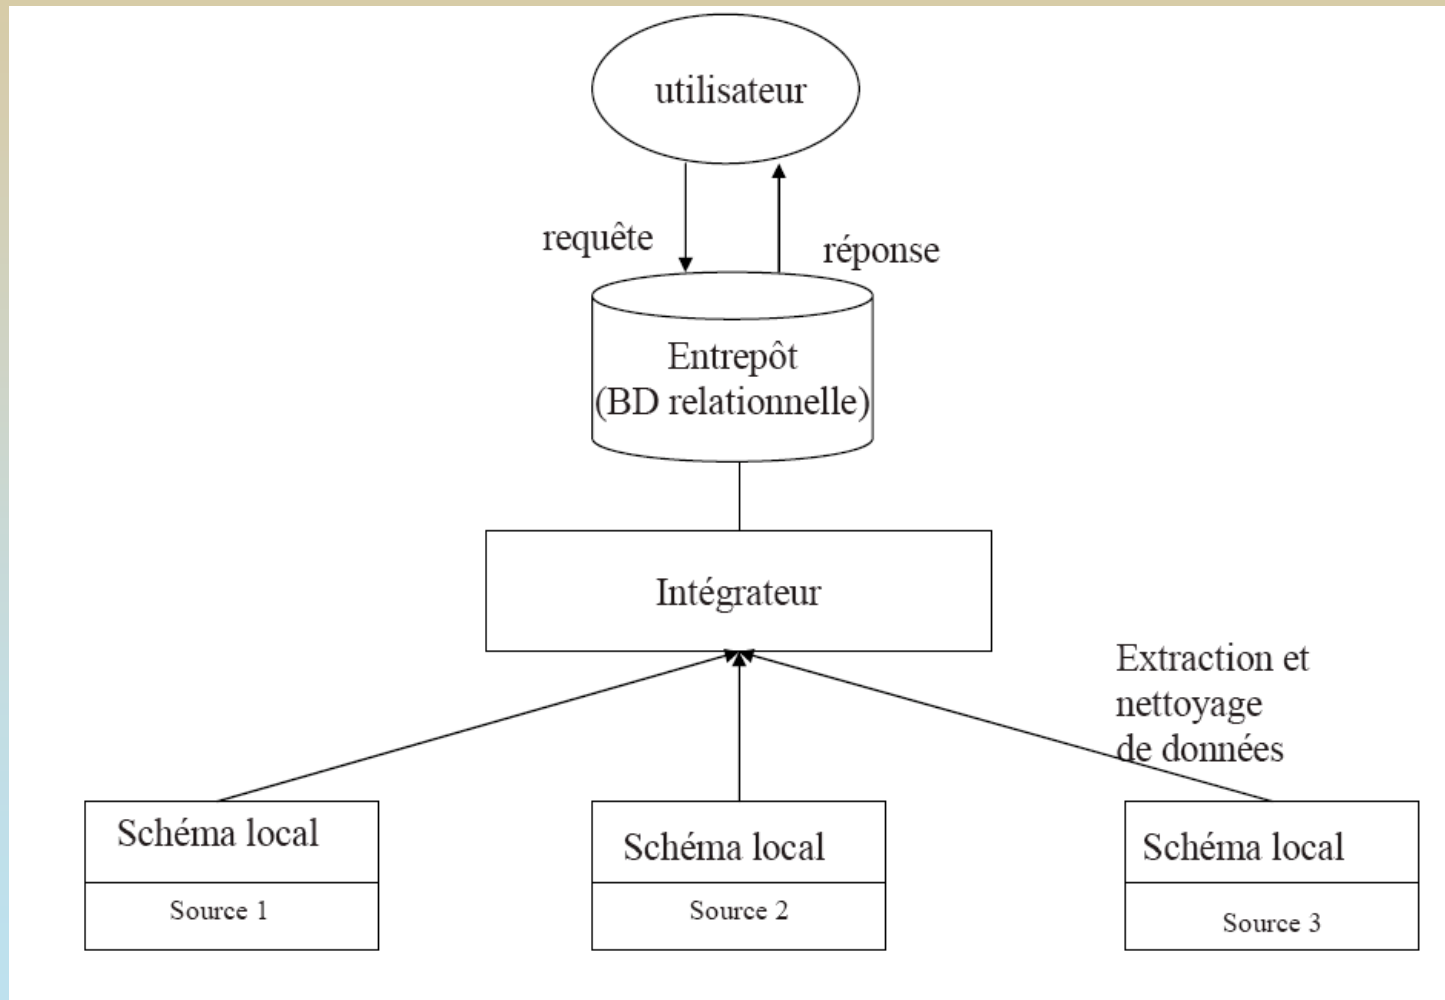 utilisateur
requête
réponse
Entrepôt
(BD relationnelle)
Intégrateur
Extraction et
nettoyage
de données
Schéma local
Source 1
Schéma local
Source 2
Schéma local
Source 3